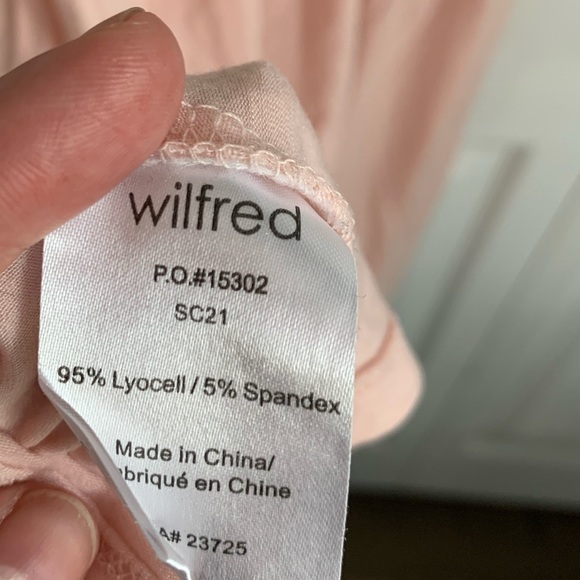 wilfred
P.O.#15302
SC21
95% Lyocell / 5% Spandex
Made in China/
briqué en Chine
A# 23725